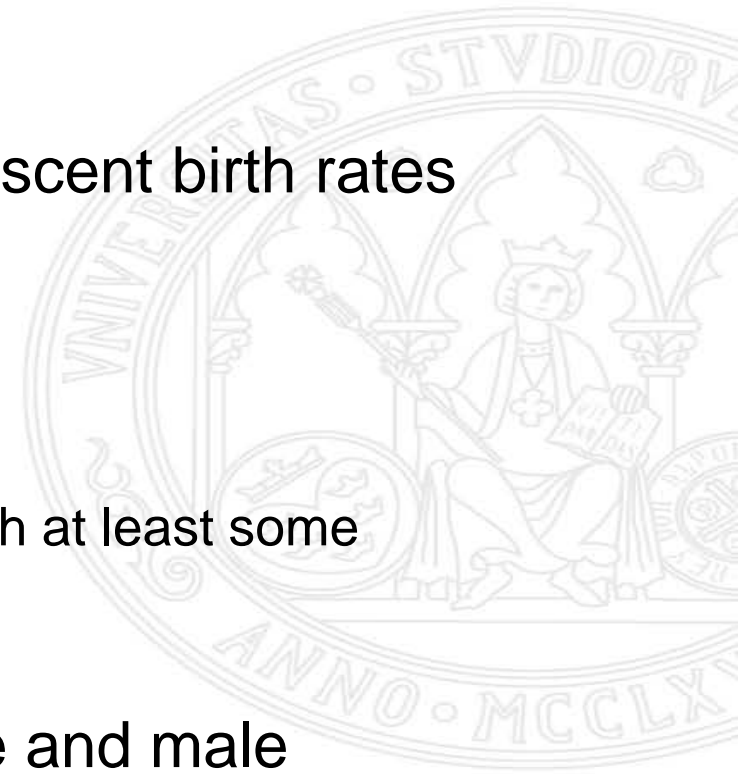 scent birth rates
h at least some
e and male
VNIVERSITAS · STVDIORV
ANNO · MCCLX